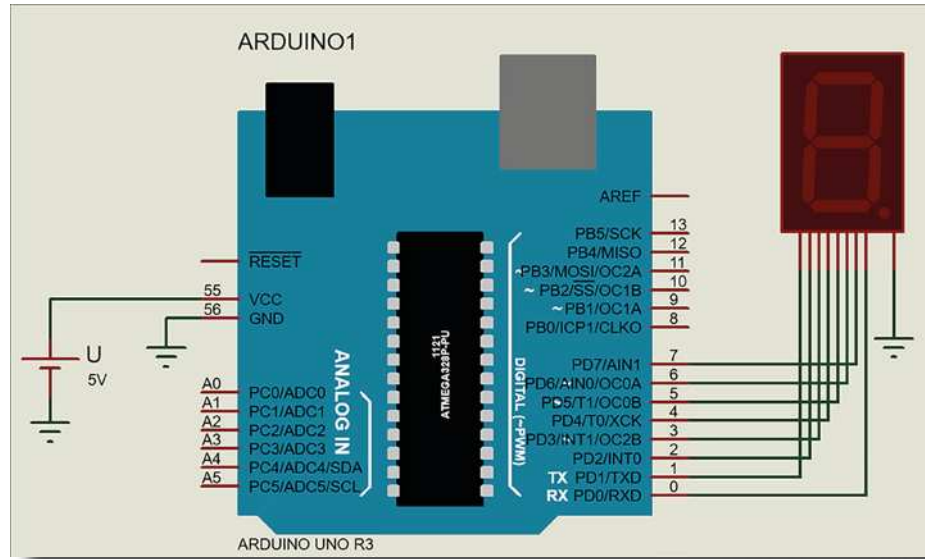 ARDUINO1
AREF
PB5/SCK 13
PB4/MISO 12
~PB3/MOSI/OC2A 11
~ PB2/SS/OC1B 10
~ PB1/OC1A 9
PB0/ICP1/CLKO 8
RESET
55 VCC
56 GND
U
5V
1121
ATMEGA328P-PU
DIGITAL (~PWM)
ANALOG IN
PD7/AIN1 7
PD6/AIN0/OC0A 6
PD5/T1/OC0B 5
PD4/T0/XCK 4
PD3/INT1/OC2B 3
PD2/INT0 2
TX PD1/TXD 1
RX PD0/RXD 0
A0 PC0/ADC0
A1 PC1/ADC1
A2 PC2/ADC2
A3 PC3/ADC3
A4 PC4/ADC4/SDA
A5 PC5/ADC5/SCL
ARDUINO UNO R3